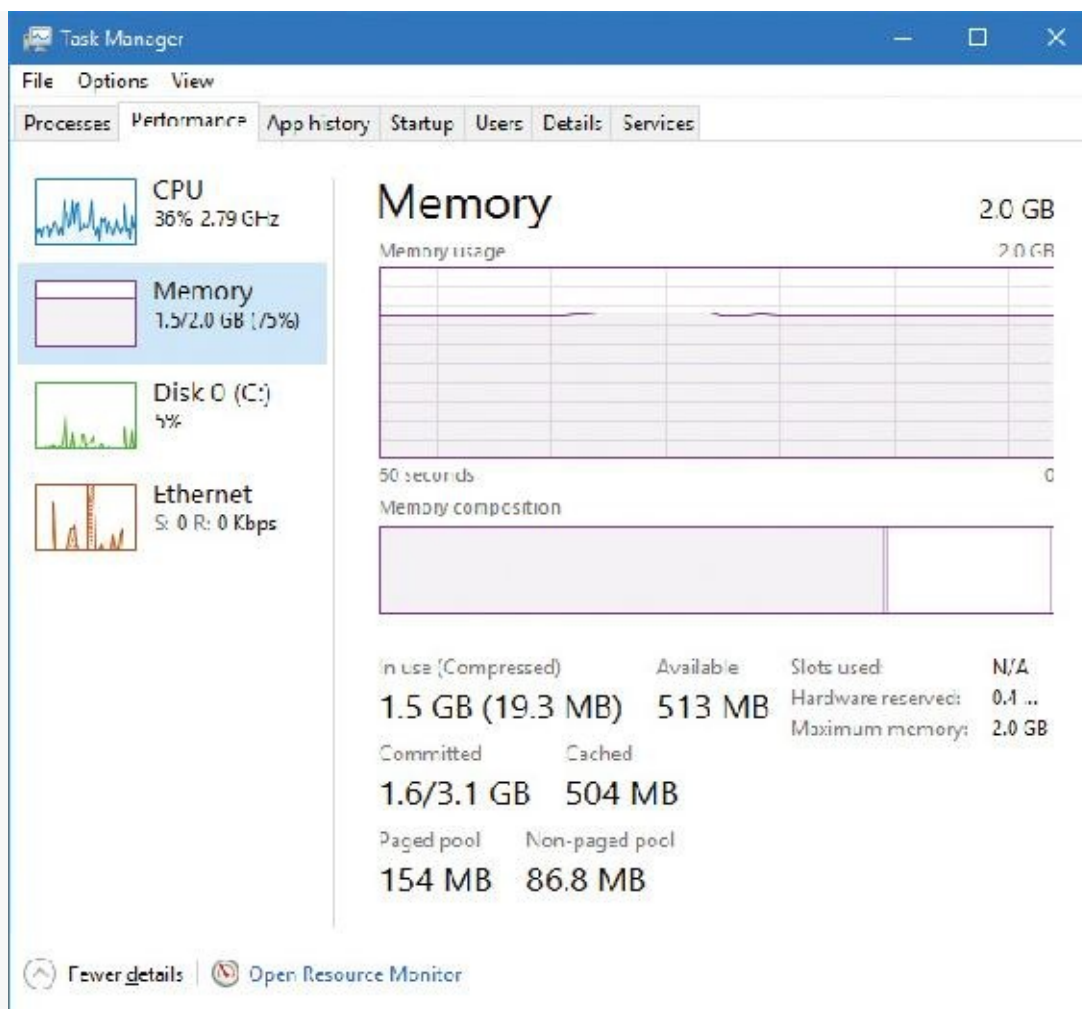 Task Manager
File Options View
Processes Performance App history Startup Users Details Services
CPU
36% 2.79 GHz
Memory
1.5/2.0 GB (75%)
Disk 0 (C:)
5%
Ethernet
S: 0 R: 0 Kbps
Memory 2.0 GB
Memory usage 2.0 GB
60 seconds 0
Memory composition
In use (Compressed) Available
1.5 GB (19.3 MB) 513 MB
Slots used: N/A
Hardware reserved: 0.4 ...
Maximum memory: 2.0 GB
Committed Cached
1.6/3.1 GB 504 MB
Paged pool Non-paged pool
154 MB 86.8 MB
Fewer details Open Resource Monitor